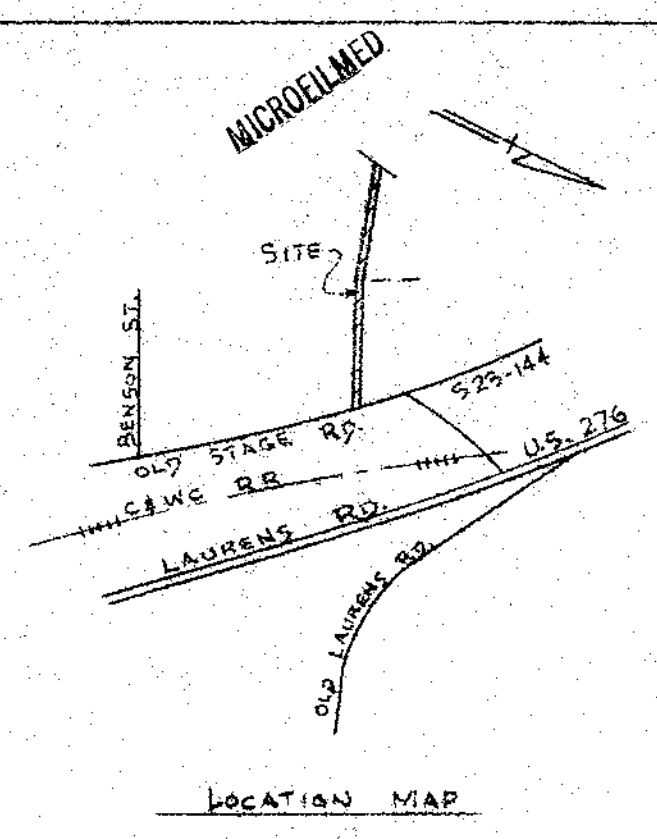 MICROFILMED
N
SITE
BENSON ST.
S23-144
OLD STAGE RD.
U.S. 276
C&WC RR
LAURENS RD.
OLD LAURENS RD.
LOCATION MAP